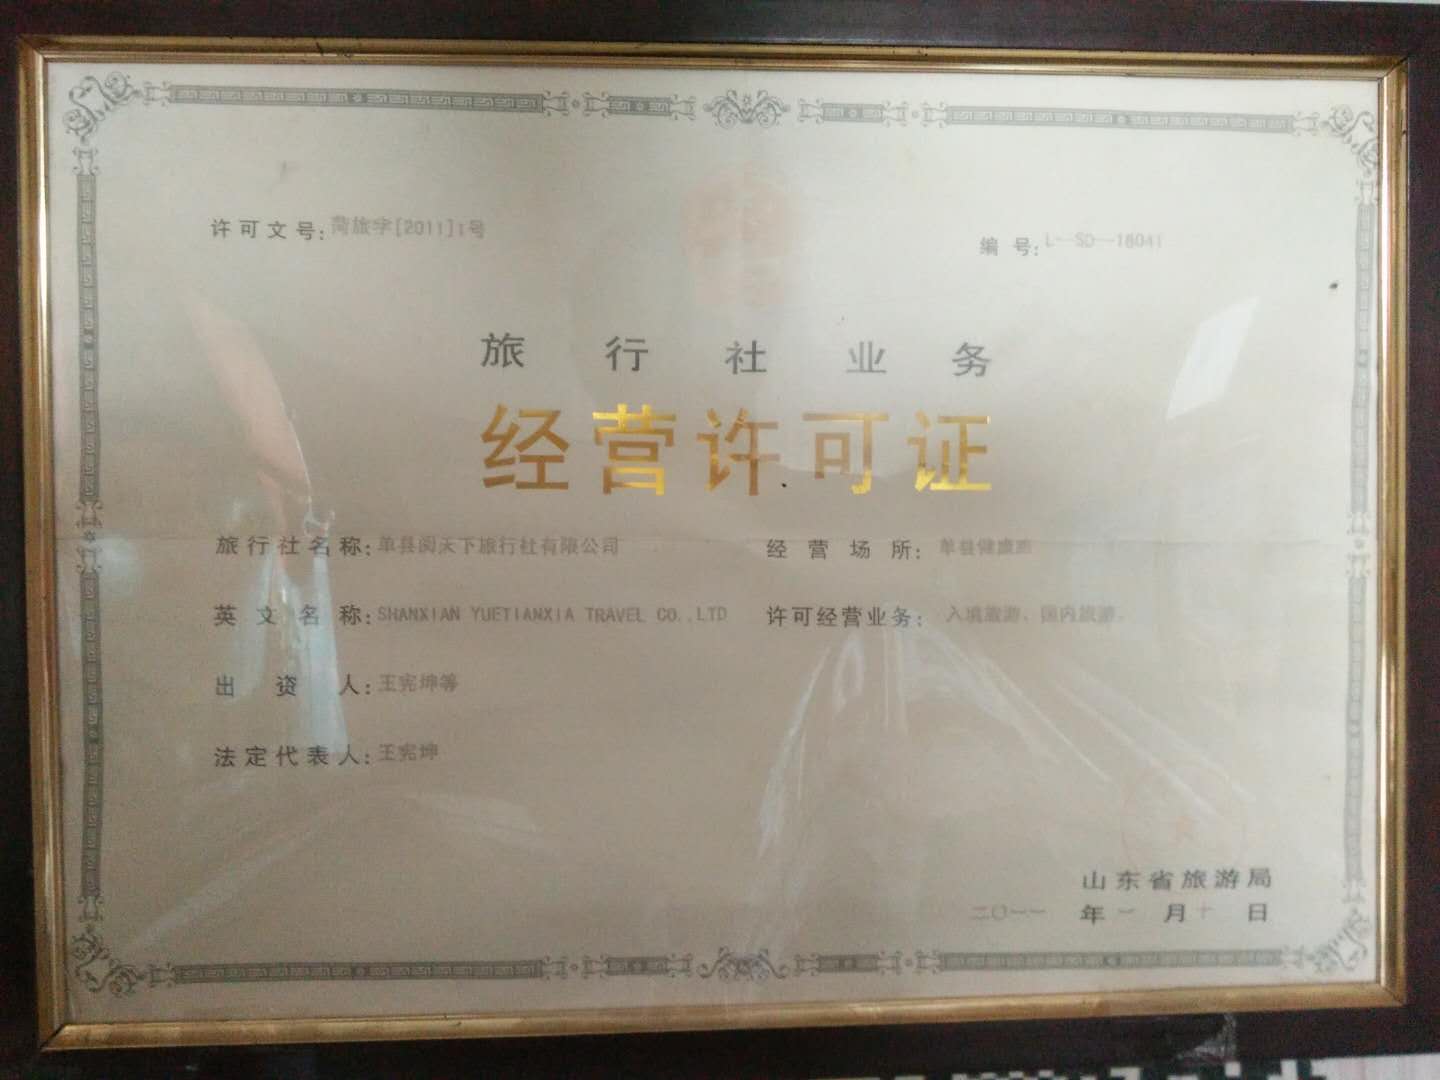 许可文号:菏旅字[2011]1号
编 号:L-SD-18041
旅行社业务
经营许可证
旅行社名称:单县阅天下旅行社有限公司
经营场所:单县健康路
英文名称:SHANXIAN YUETIANXIA TRAVEL CO.,LTD
许可经营业务:入境旅游、国内旅游。
出资人:王宪坤等
法定代表人:王宪坤
山东省旅游局
二〇一一 年 一 月 十 日